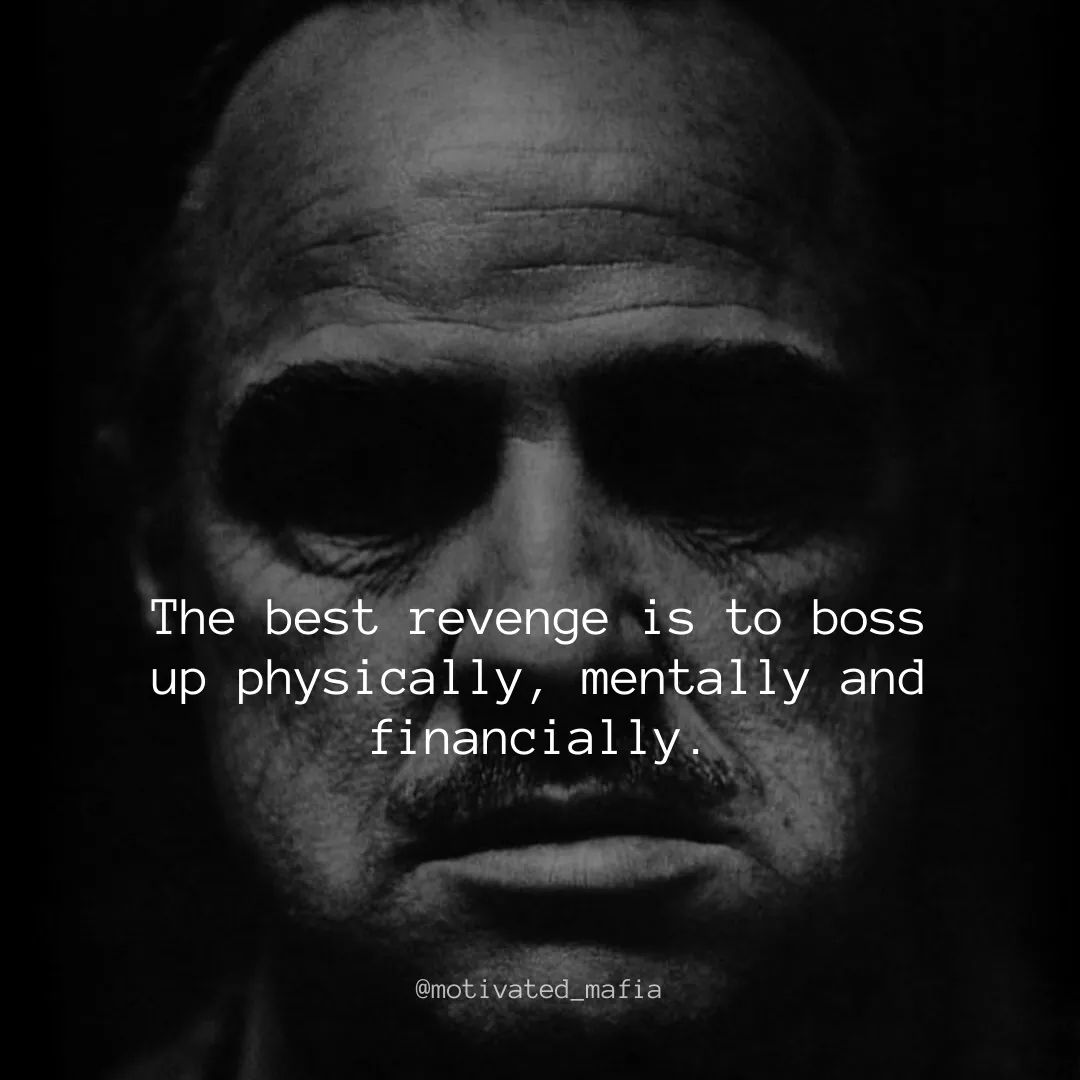 The best revenge is to boss
up physically, mentally and
financially.
@motivated_mafia